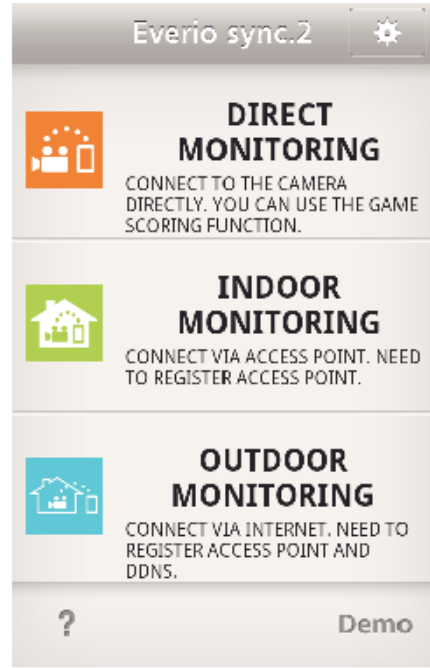 Everio sync.2
DIRECT
MONITORING
CONNECT TO THE CAMERA
DIRECTLY. YOU CAN USE THE GAME
SCORING FUNCTION.
INDOOR
MONITORING
CONNECT VIA ACCESS POINT. NEED
TO REGISTER ACCESS POINT.
OUTDOOR
MONITORING
CONNECT VIA INTERNET. NEED TO
REGISTER ACCESS POINT AND
DDNS.
? Demo